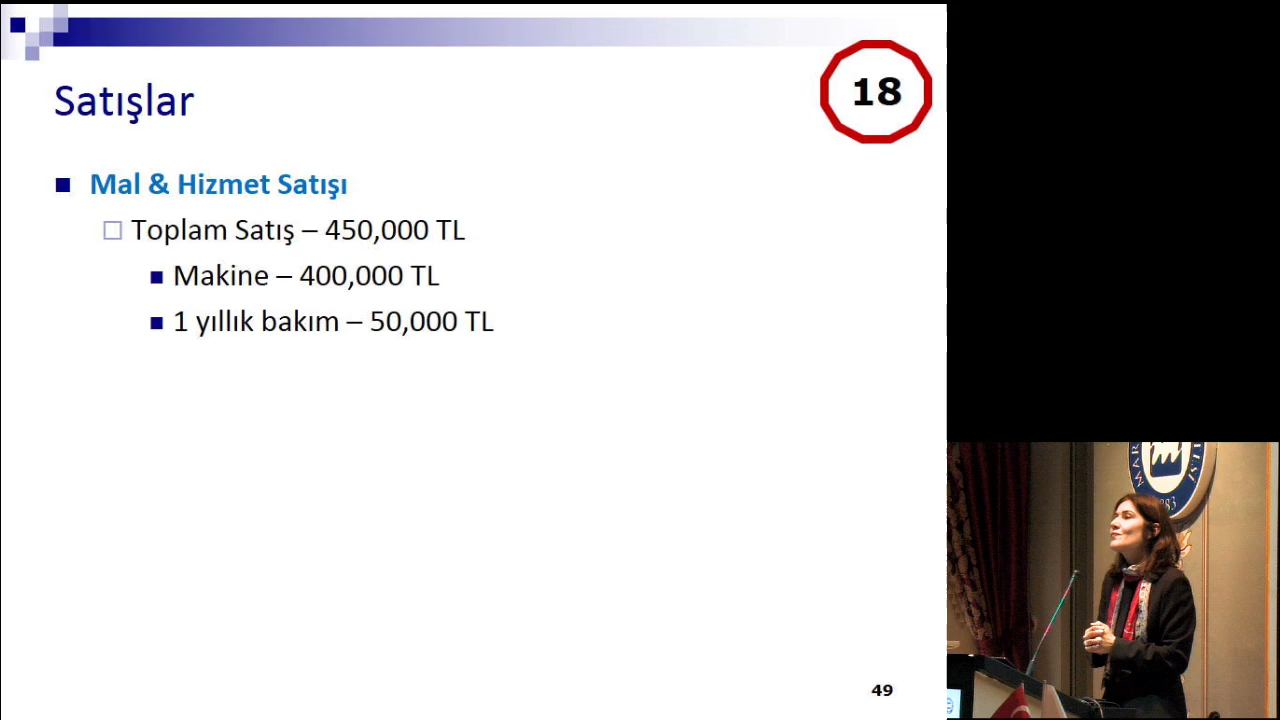 Satışlar
18
Mal & Hizmet Satışı
Toplam Satış – 450,000 TL
Makine – 400,000 TL
1 yıllık bakım – 50,000 TL
49